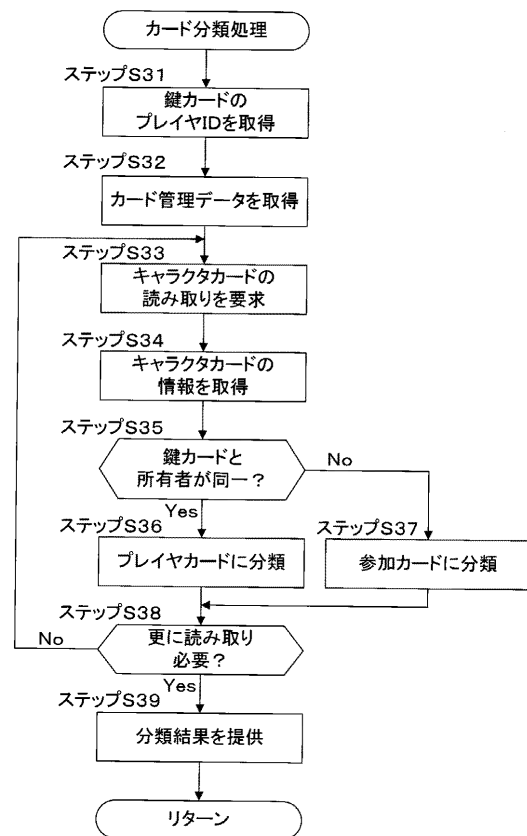 カード分類処理
ステップS31
鍵カードの
プレイヤIDを取得
ステップS32
カード管理データを取得
ステップS33
キャラクタカードの
読み取りを要求
ステップS34
キャラクタカードの
情報を取得
ステップS35
鍵カードと
所有者が同一？
No
Yes
ステップS36
ステップS37
プレイヤカードに分類
参加カードに分類
ステップS38
No
更に読み取り
必要？
Yes
ステップS39
分類結果を提供
リターン